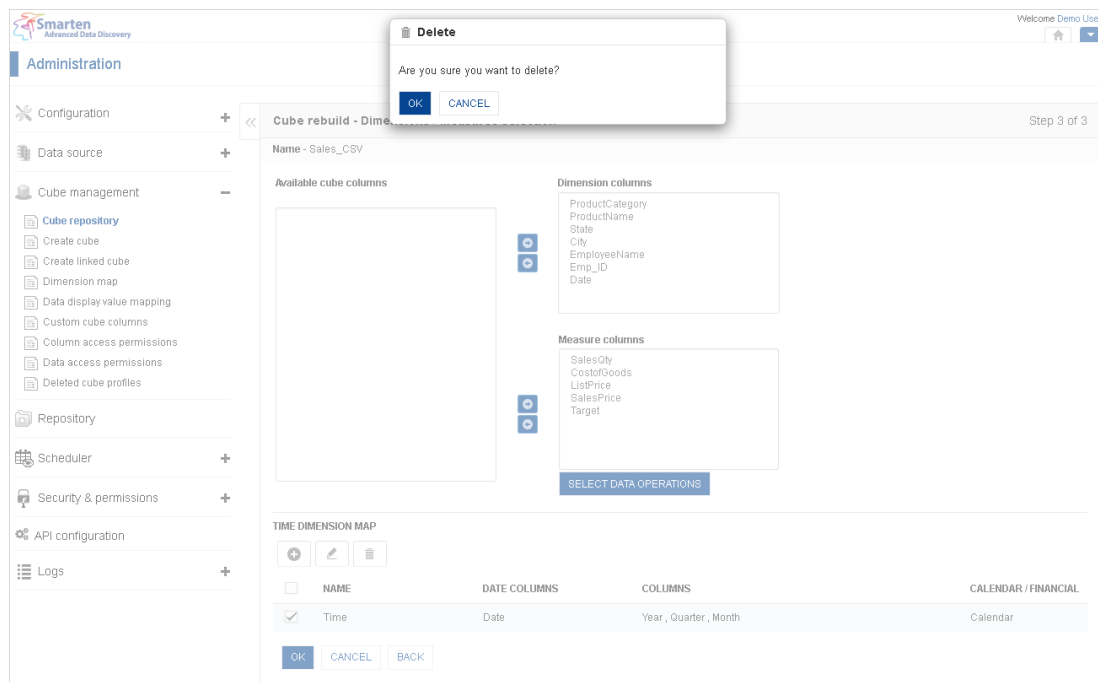 Smarten
Advanced Data Discovery
Welcome Demo Use
Administration
Delete
Are you sure you want to delete?
OK CANCEL
Configuration
Data source
Cube management
Cube repository
Create cube
Create linked cube
Dimension map
Data display value mapping
Custom cube columns
Column access permissions
Data access permissions
Deleted cube profiles
Repository
Scheduler
Security & permissions
API configuration
Logs
Cube rebuild - Dime
Step 3 of 3
Name - Sales_CSV
Available cube columns
Dimension columns
ProductCategory
ProductName
State
City
EmployeeName
Emp_ID
Date
Measure columns
SalesQty
CostofGoods
ListPrice
SalesPrice
Target
SELECT DATA OPERATIONS
TIME DIMENSION MAP
NAME DATE COLUMNS COLUMNS CALENDAR / FINANCIAL
Time Date Year , Quarter , Month Calendar
OK CANCEL BACK